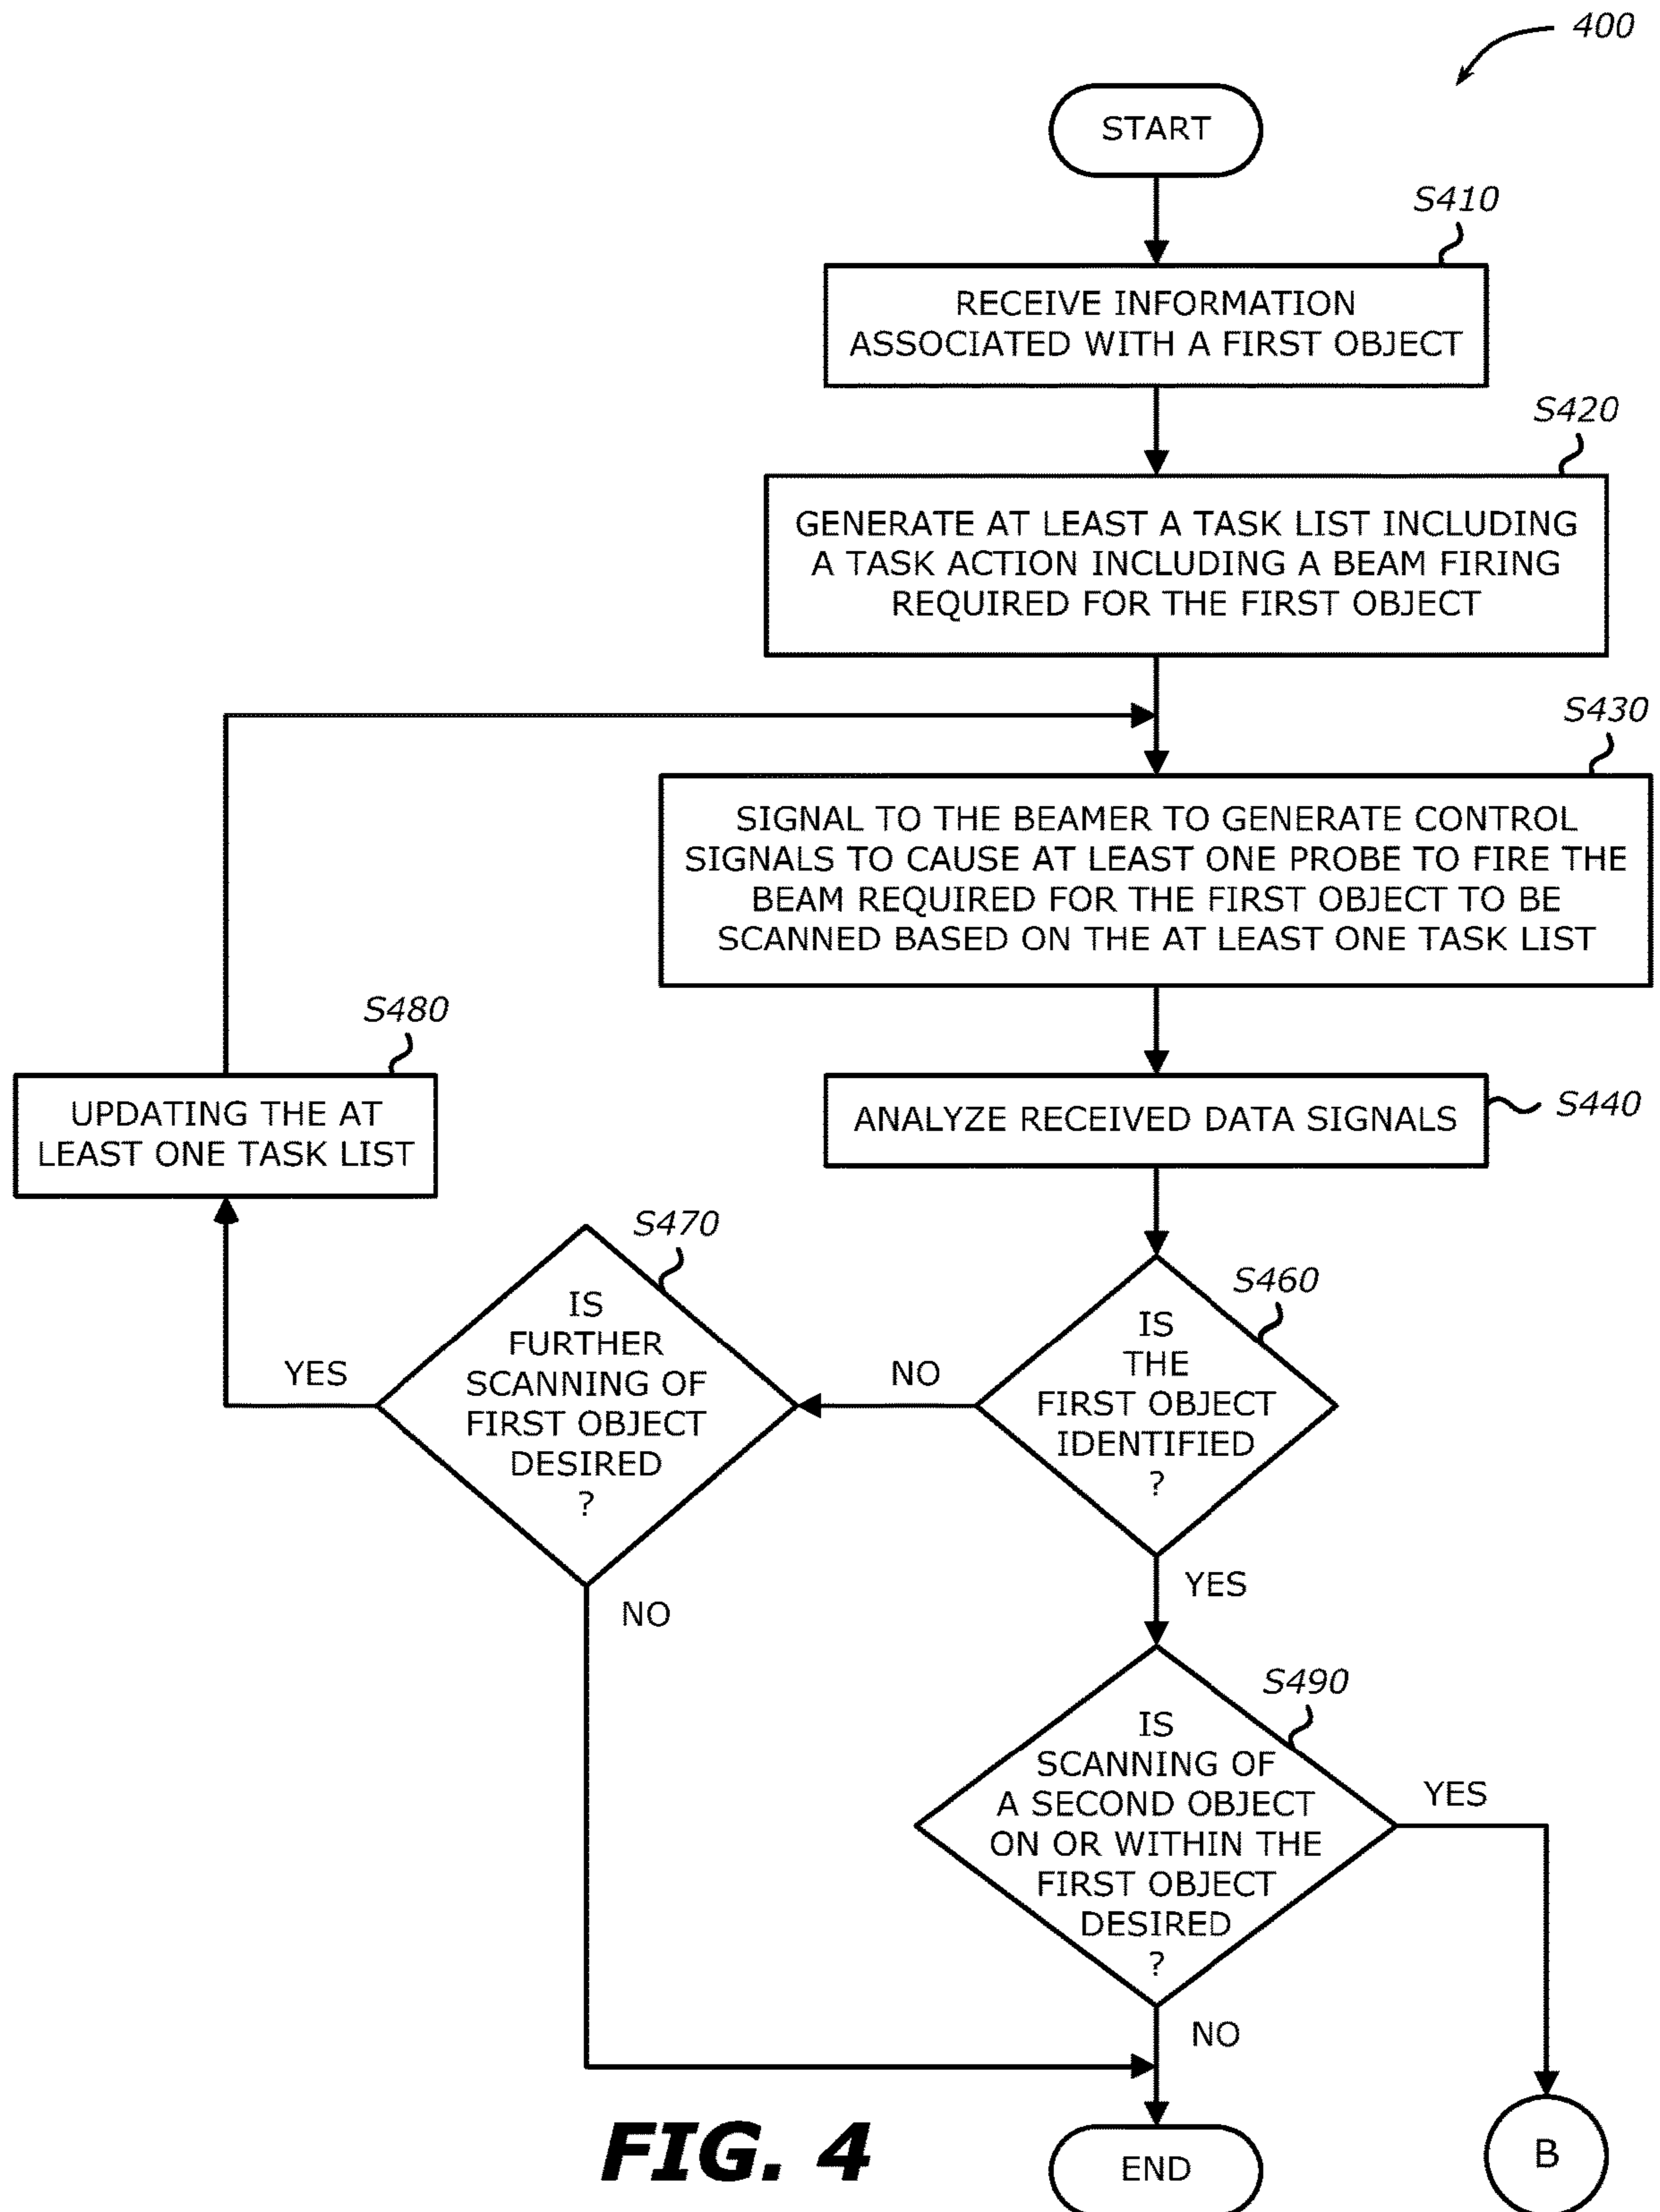 400
START
S410
RECEIVE INFORMATION
ASSOCIATED WITH A FIRST OBJECT
S420
GENERATE AT LEAST A TASK LIST INCLUDING
A TASK ACTION INCLUDING A BEAM FIRING
REQUIRED FOR THE FIRST OBJECT
S430
SIGNAL TO THE BEAMER TO GENERATE CONTROL
SIGNALS TO CAUSE AT LEAST ONE PROBE TO FIRE THE
BEAM REQUIRED FOR THE FIRST OBJECT TO BE
SCANNED BASED ON THE AT LEAST ONE TASK LIST
S480
UPDATING THE AT
LEAST ONE TASK LIST
ANALYZE RECEIVED DATA SIGNALS
S440
S470
IS
FURTHER
SCANNING OF
FIRST OBJECT
DESIRED
?
YES
NO
S460
IS
THE
FIRST OBJECT
IDENTIFIED
?
NO
YES
S490
IS
SCANNING OF
A SECOND OBJECT
ON OR WITHIN THE
FIRST OBJECT
DESIRED
?
YES
NO
FIG. 4
END
B